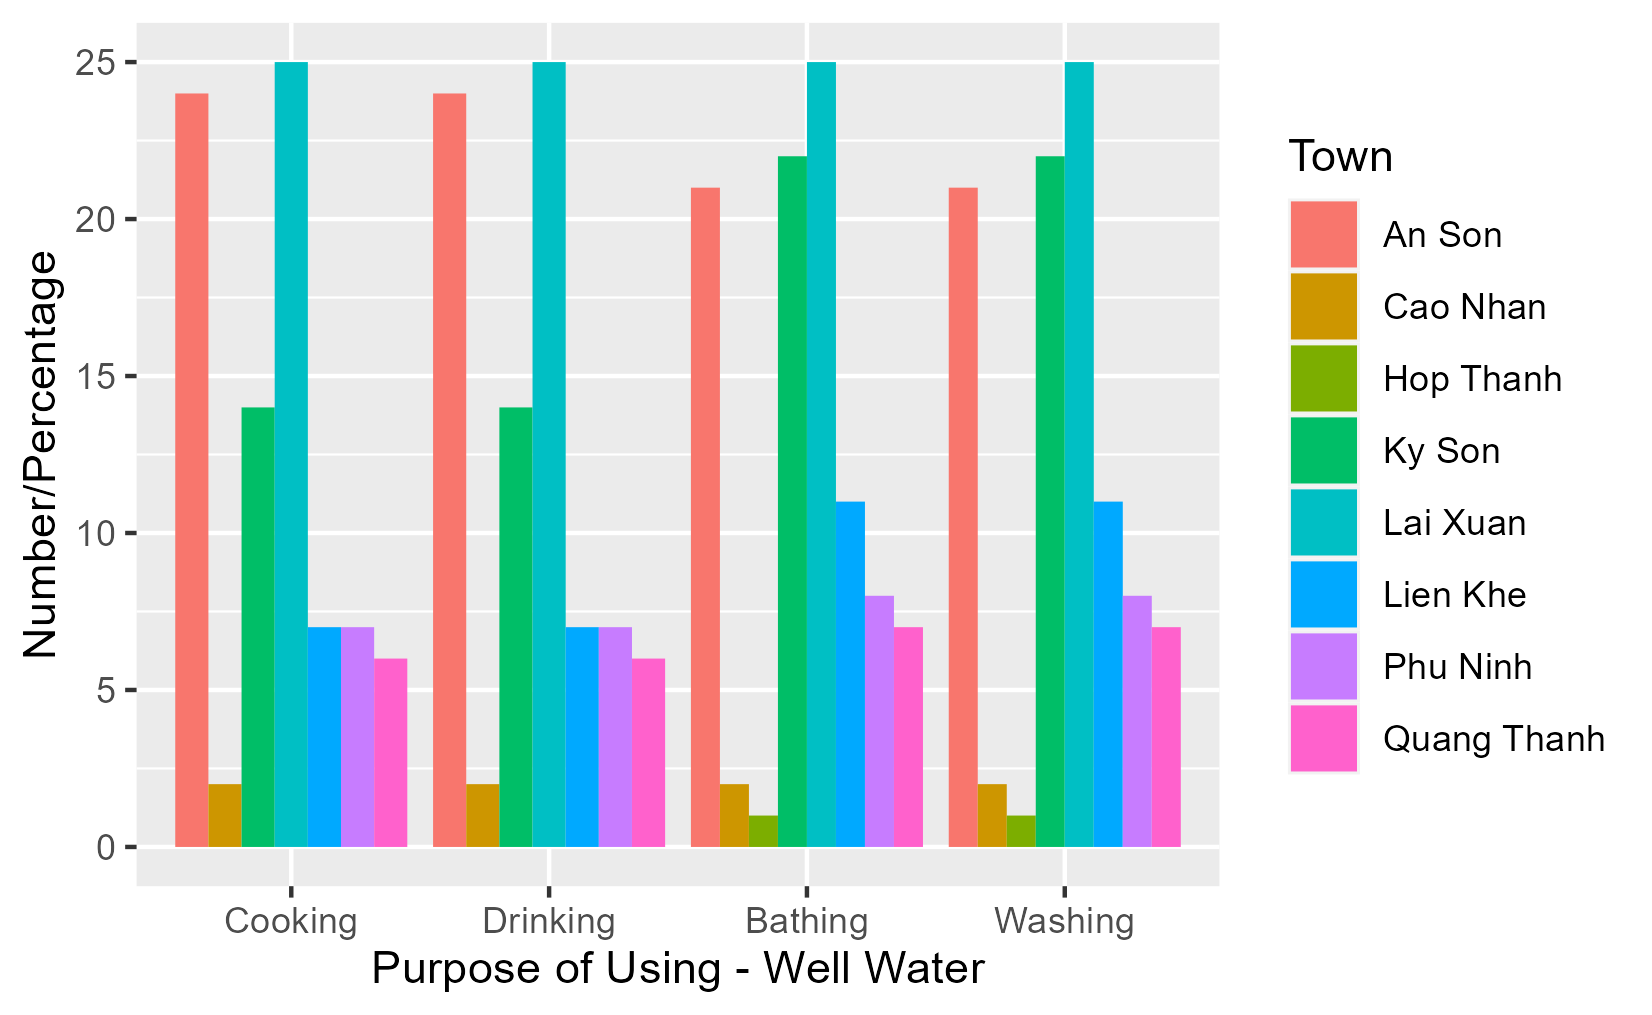 25
20
15
10
5
0
Number/Percentage
Cooking
Drinking
Bathing
Washing
Purpose of Using - Well Water
Town
An Son
Cao Nhan
Hop Thanh
Ky Son
Lai Xuan
Lien Khe
Phu Ninh
Quang Thanh